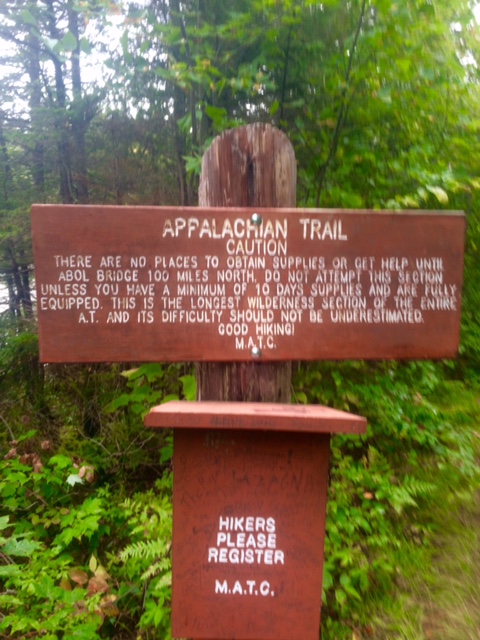 APPALACHIAN TRAIL
CAUTION
THERE ARE NO PLACES TO OBTAIN SUPPLIES OR GET HELP UNTIL
ABOL BRIDGE 100 MILES NORTH. DO NOT ATTEMPT THIS SECTION
UNLESS YOU HAVE A MINIMUM OF 10 DAYS SUPPLIES AND ARE FULLY
EQUIPPED. THIS IS THE LONGEST WILDERNESS SECTION OF THE ENTIRE
A.T. AND ITS DIFFICULTY SHOULD NOT BE UNDERESTIMATED.
GOOD HIKING!
M.A.T.C.
HIKERS
PLEASE
REGISTER
M.A.T.C.